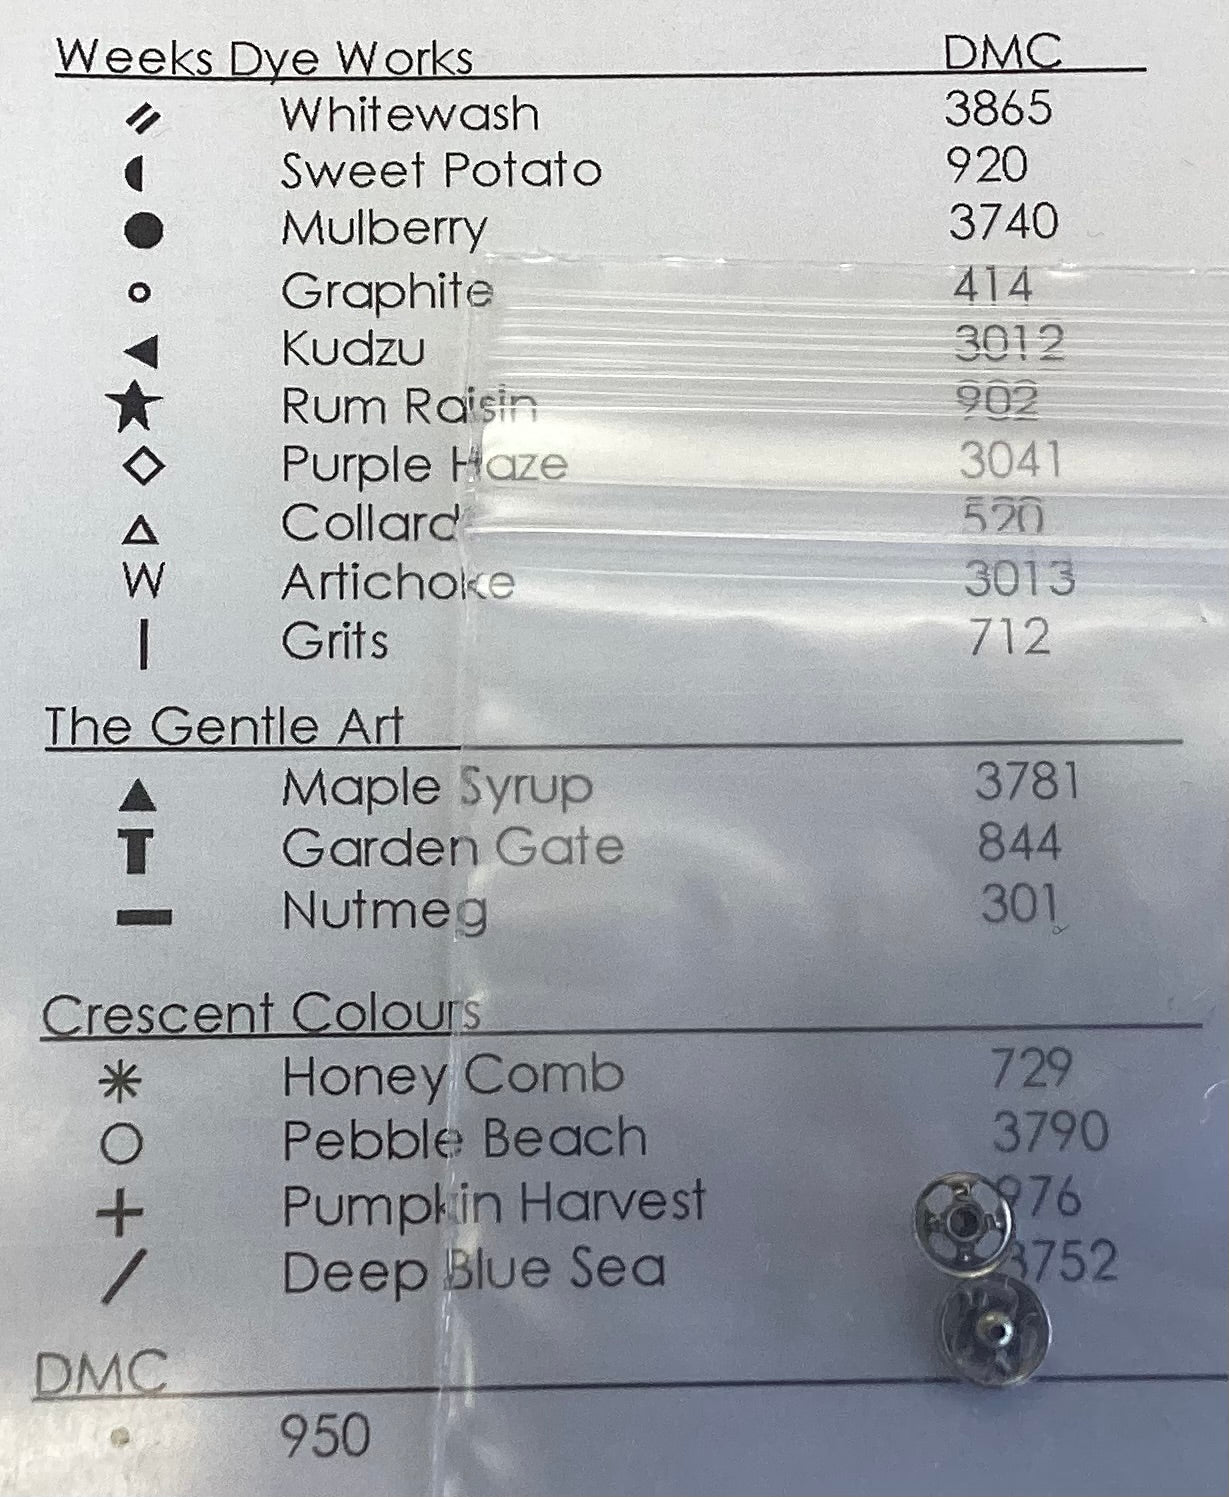 Weeks Dye Works DMC
Whitewash 3865
Sweet Potato 920
Mulberry 3740
Graphite 414
Kudzu 3012
Rum Raisin 902
Purple Haze 3041
Collard 520
W Artichoke 3013
Grits 712
The Gentle Art
Maple Syrup 3781
T Garden Gate 844
Nutmeg 301
Crescent Colours
Honey Comb 729
Pebble Beach 3790
Pumpkin Harvest 976
Deep Blue Sea 3752
DMC
950